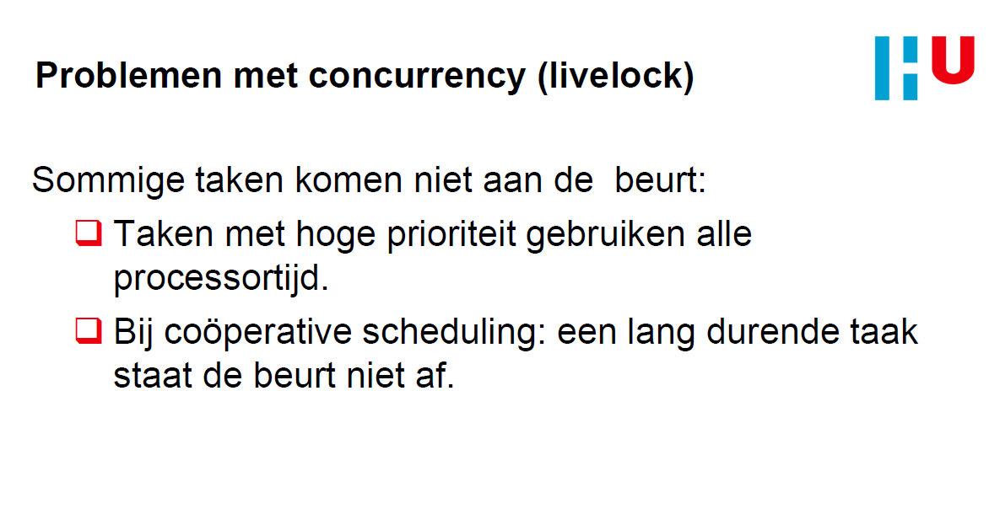 Problemen met concurrency (livelock)
HU
Sommige taken komen niet aan de  beurt:
Taken met hoge prioriteit gebruiken alle
processortijd.
Bij coöperative scheduling: een lang durende taak
staat de beurt niet af.